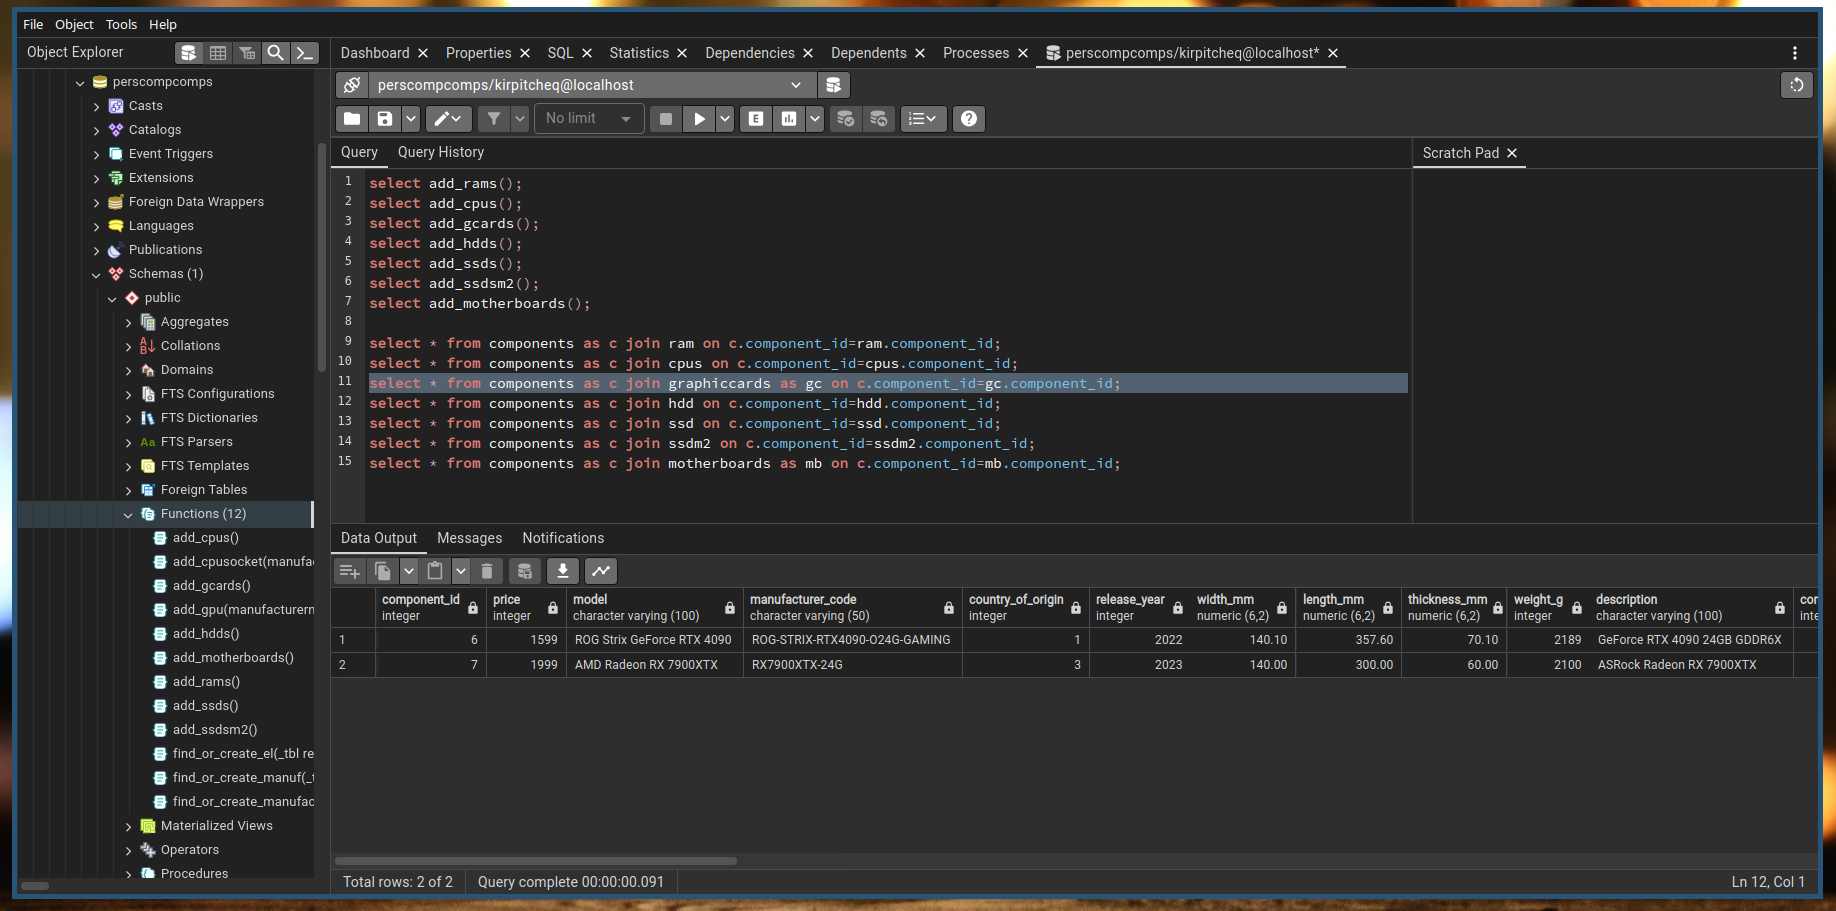 File Object Tools Help
Object Explorer
Dashboard Properties SQL Statistics Dependencies Dependents Processes perscompcomps/kirpitcheq@localhost*
perscompcomps
Casts
Catalogs
Event Triggers
Extensions
Foreign Data Wrappers
Languages
Publications
Schemas (1)
public
Aggregates
Collations
Domains
FTS Configurations
FTS Dictionaries
Aa FTS Parsers
FTS Templates
Foreign Tables
Functions (12)
add_cpus()
add_cpusocket(manufa
add_gcards()
add_gpu(manufacturern
add_hdds()
add_motherboards()
add_rams()
add_ssds()
add_ssdsm2()
find_or_create_el(_tbl re
find_or_create_manuf(_t
find_or_create_manufac
Materialized Views
Operators
Procedures
perscompcomps/kirpitcheq@localhost
No limit
E
Query Query History
Scratch Pad
1 select add_rams();
2 select add_cpus();
3 select add_gcards();
4 select add_hdds();
5 select add_ssds();
6 select add_ssdsm2();
7 select add_motherboards();
8
9 select * from components as c join ram on c.component_id=ram.component_id;
10 select * from components as c join cpus on c.component_id=cpus.component_id;
11 select * from components as c join graphiccards as gc on c.component_id=gc.component_id;
12 select * from components as c join hdd on c.component_id=hdd.component_id;
13 select * from components as c join ssd on c.component_id=ssd.component_id;
14 select * from components as c join ssdm2 on c.component_id=ssdm2.component_id;
15 select * from components as c join motherboards as mb on c.component_id=mb.component_id;
Data Output Messages Notifications
component_id price model manufacturer_code country_of_origin release_year width_mm length_mm thickness_mm weight_g description cor
integer integer character varying (100) character varying (50) integer integer numeric (6,2) numeric (6,2) numeric (6,2) integer character varying (100) inte
1 6 1599 ROG Strix GeForce RTX 4090 ROG-STRIX-RTX4090-O24G-GAMING 1 2022 140.10 357.60 70.10 2189 GeForce RTX 4090 24GB GDDR6X
2 7 1999 AMD Radeon RX 7900XTX RX7900XTX-24G 3 2023 140.00 300.00 60.00 2100 ASRock Radeon RX 7900XTX
Total rows: 2 of 2 Query complete 00:00:00.091 Ln 12, Col 1